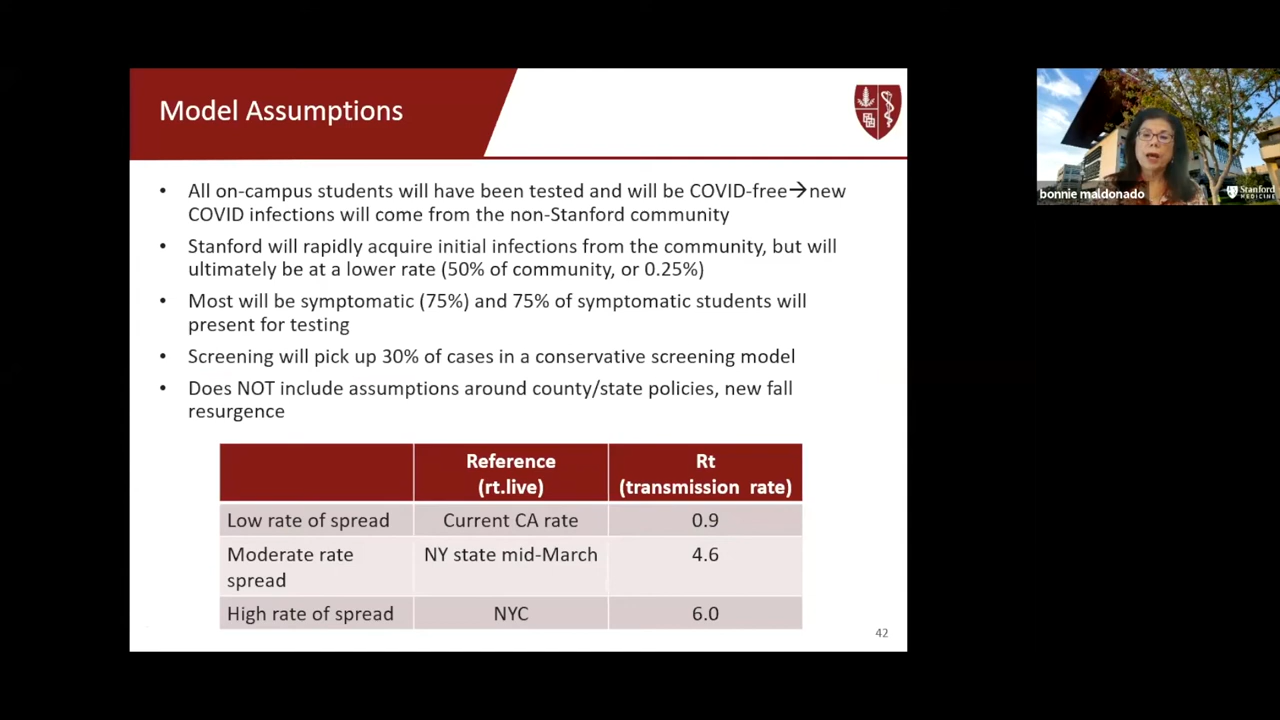 Model Assumptions
• All on-campus students will have been tested and will be COVID-free→new
COVID infections will come from the non-Stanford community
• Stanford will rapidly acquire initial infections from the community, but will
ultimately be at a lower rate (50% of community, or 0.25%)
• Most will be symptomatic (75%) and 75% of symptomatic students will
present for testing
• Screening will pick up 30% of cases in a conservative screening model
• Does NOT include assumptions around county/state policies, new fall
resurgence
Reference
(rt.live)
Rt
(transmission rate)
Low rate of spread
Current CA rate
0.9
Moderate rate
spread
NY state mid-March
4.6
High rate of spread
NYC
6.0
42
bonnie maldonado
Stanford
MEDICINE